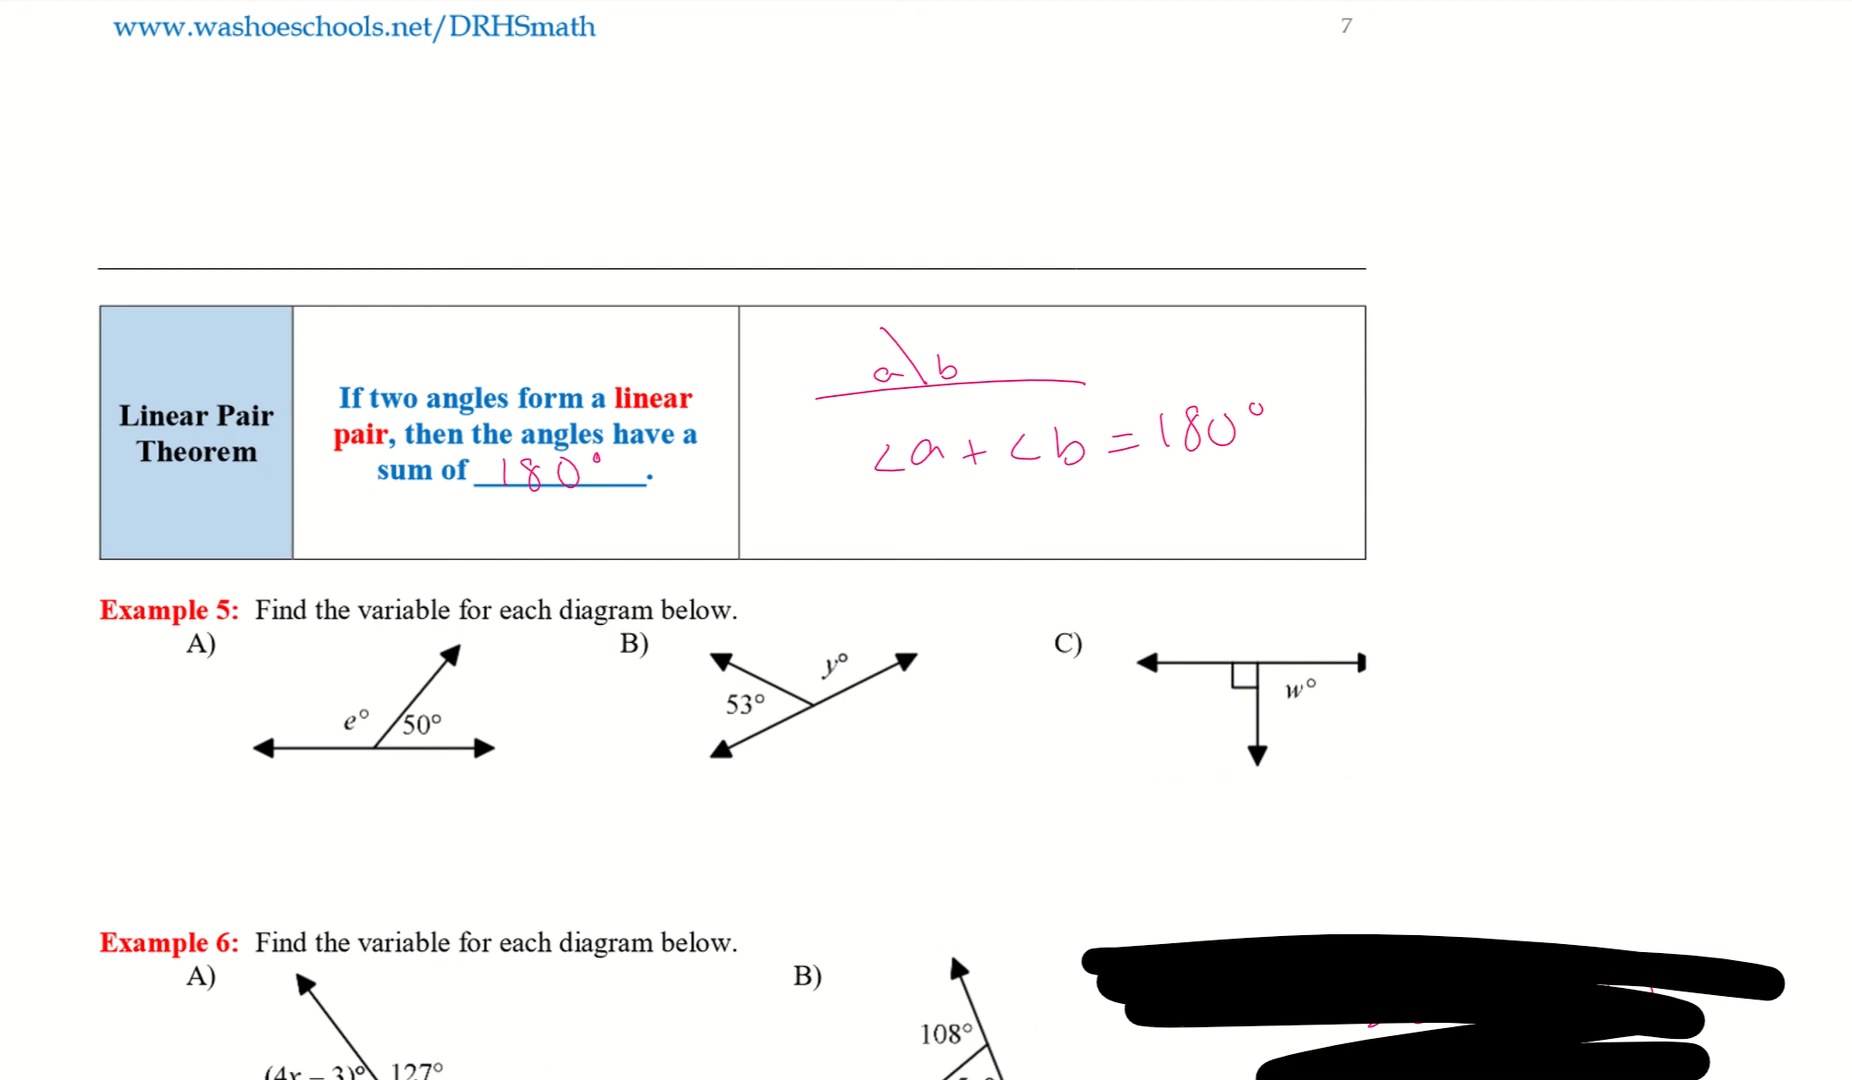 www.washoeschools.net/DRHSmath
7
Linear Pair
Theorem
If two angles form a linear
pair, then the angles have a
sum of 180°.
a b
<a + <b = 180°
Example 5: Find the variable for each diagram below.
A)
e° 50°
B)
53° y°
C)
w°
Example 6: Find the variable for each diagram below.
A)
(4x – 3)° 127°
B)
108°